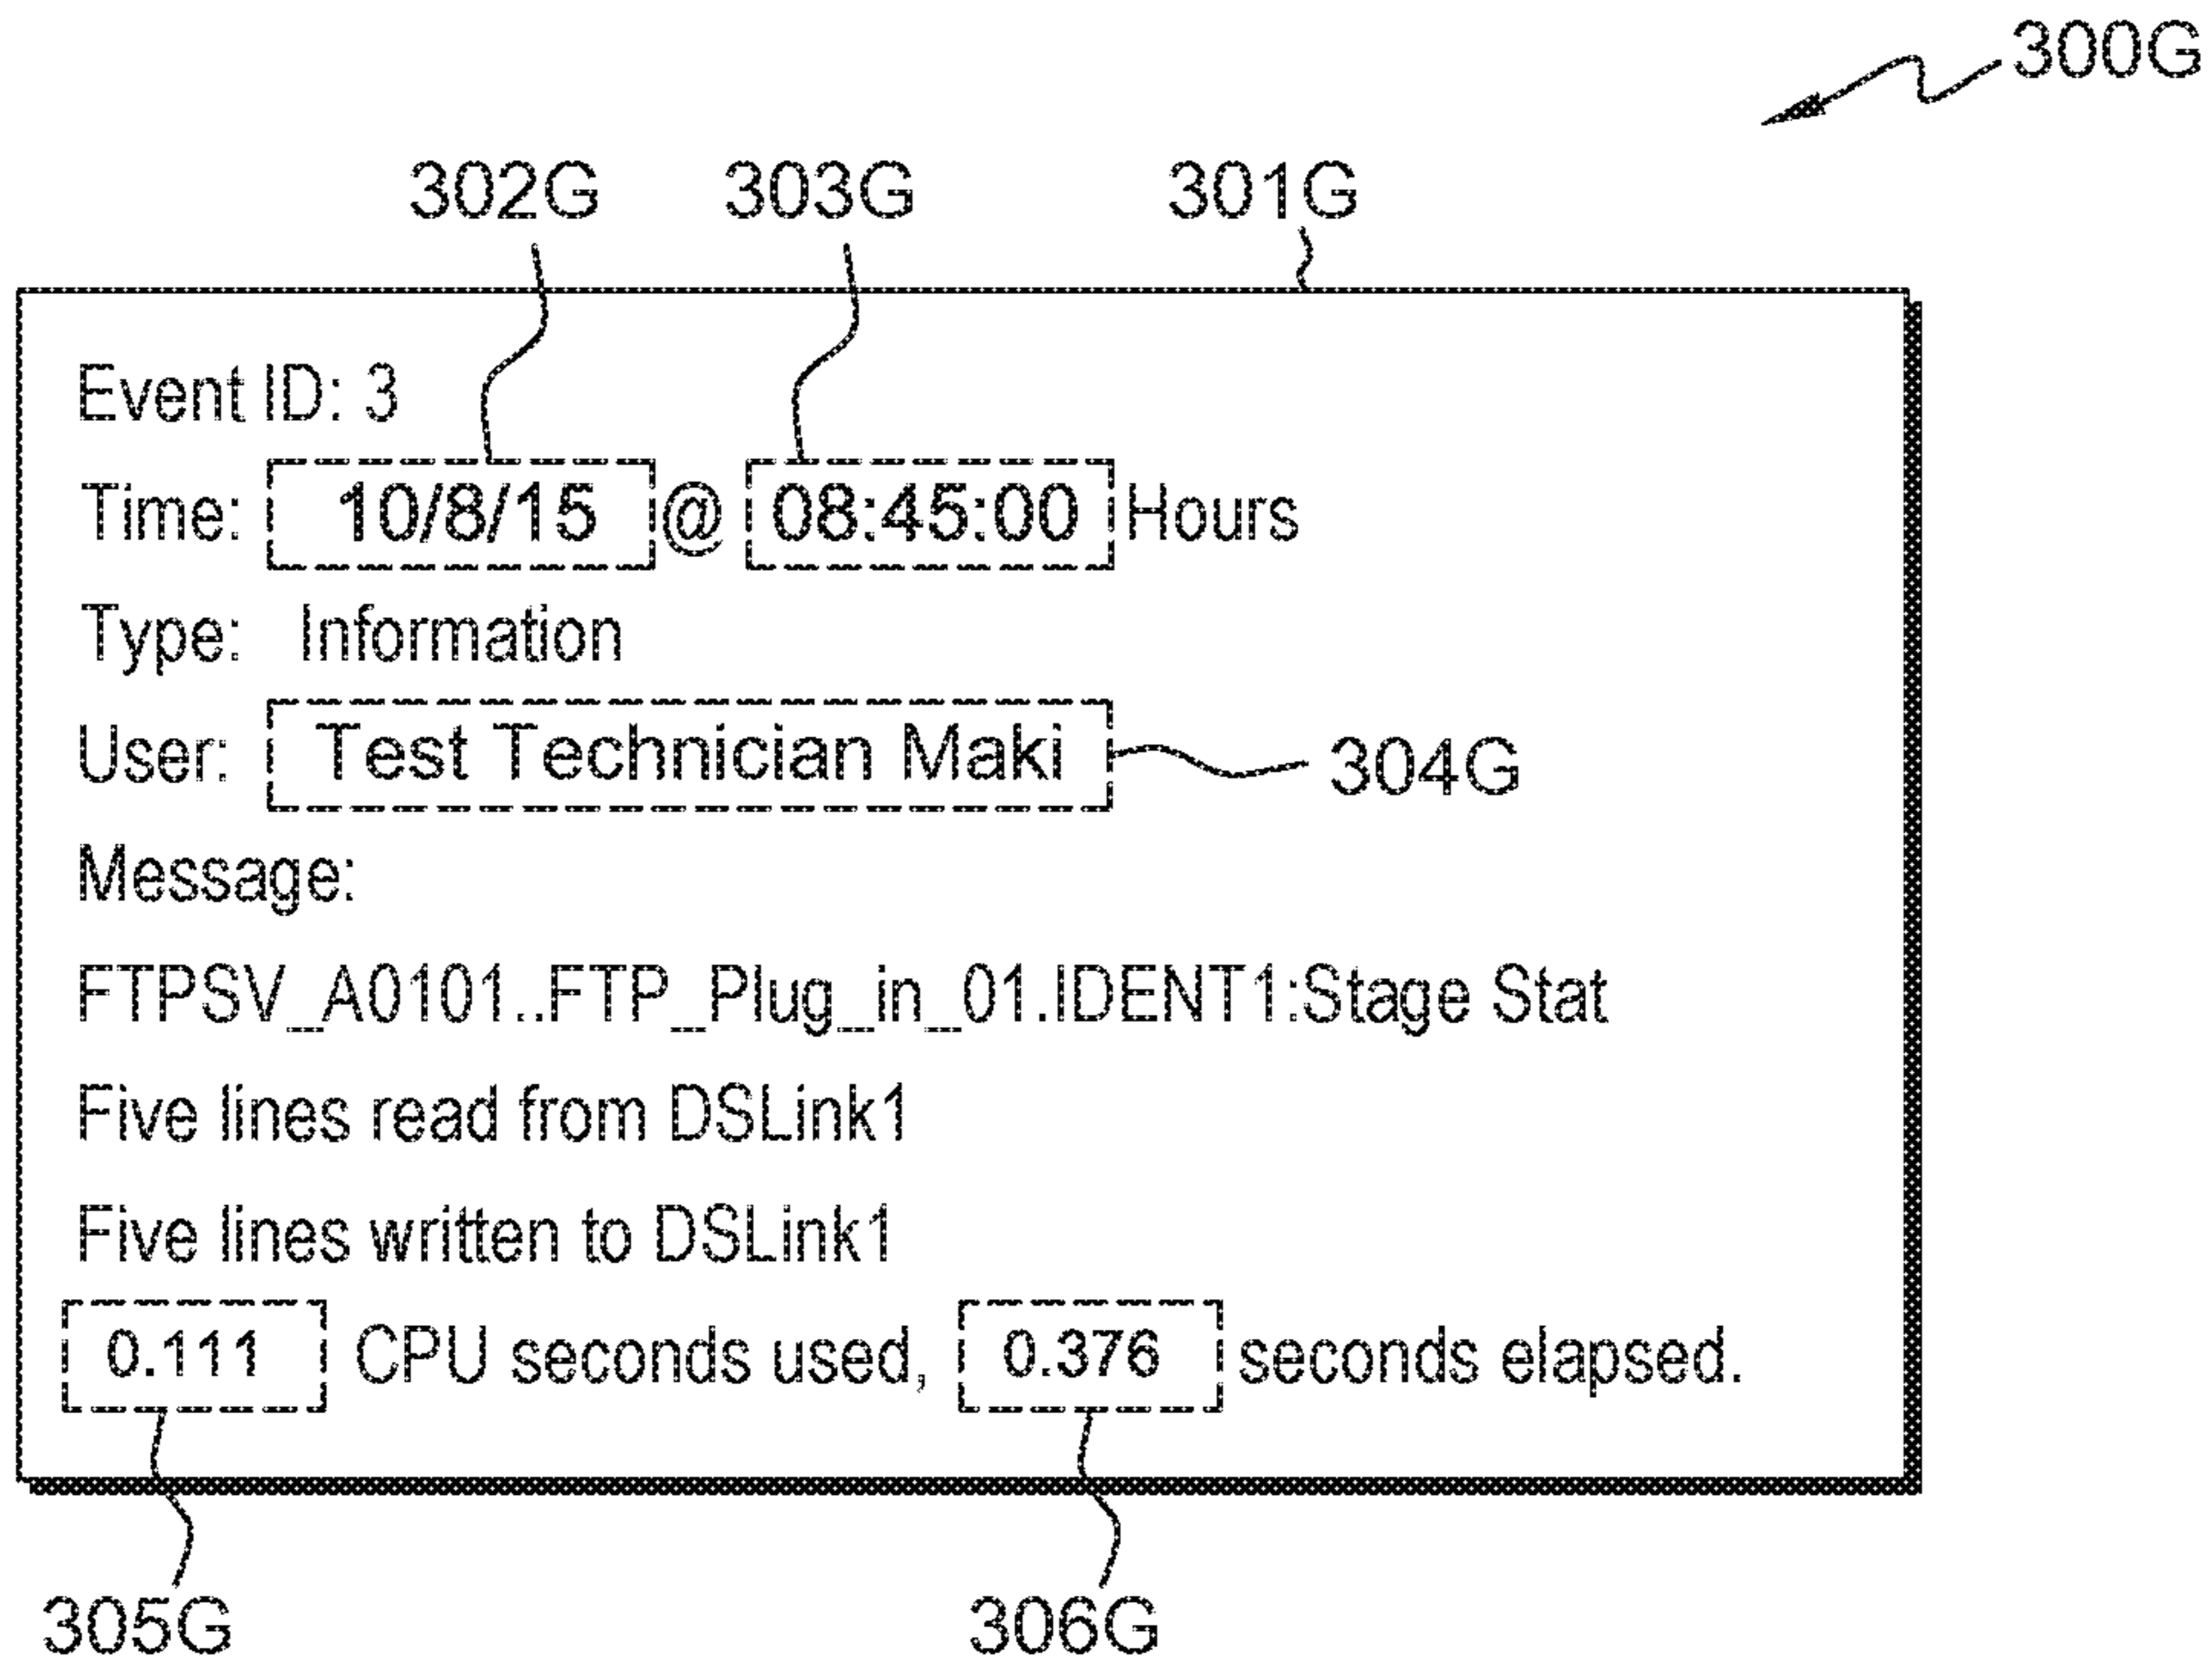 300G
302G 303G 301G
Event ID: 3
Time: 10/8/15 @ 08:45:00 Hours
Type: Information
User: Test Technician Maki 304G
Message:
FTPSV_A0101..FTP_Plug_in_01.IDENT1:Stage Stat
Five lines read from DSLink1
Five lines written to DSLink1
0.111 CPU seconds used, 0.376 seconds elapsed.
305G 306G